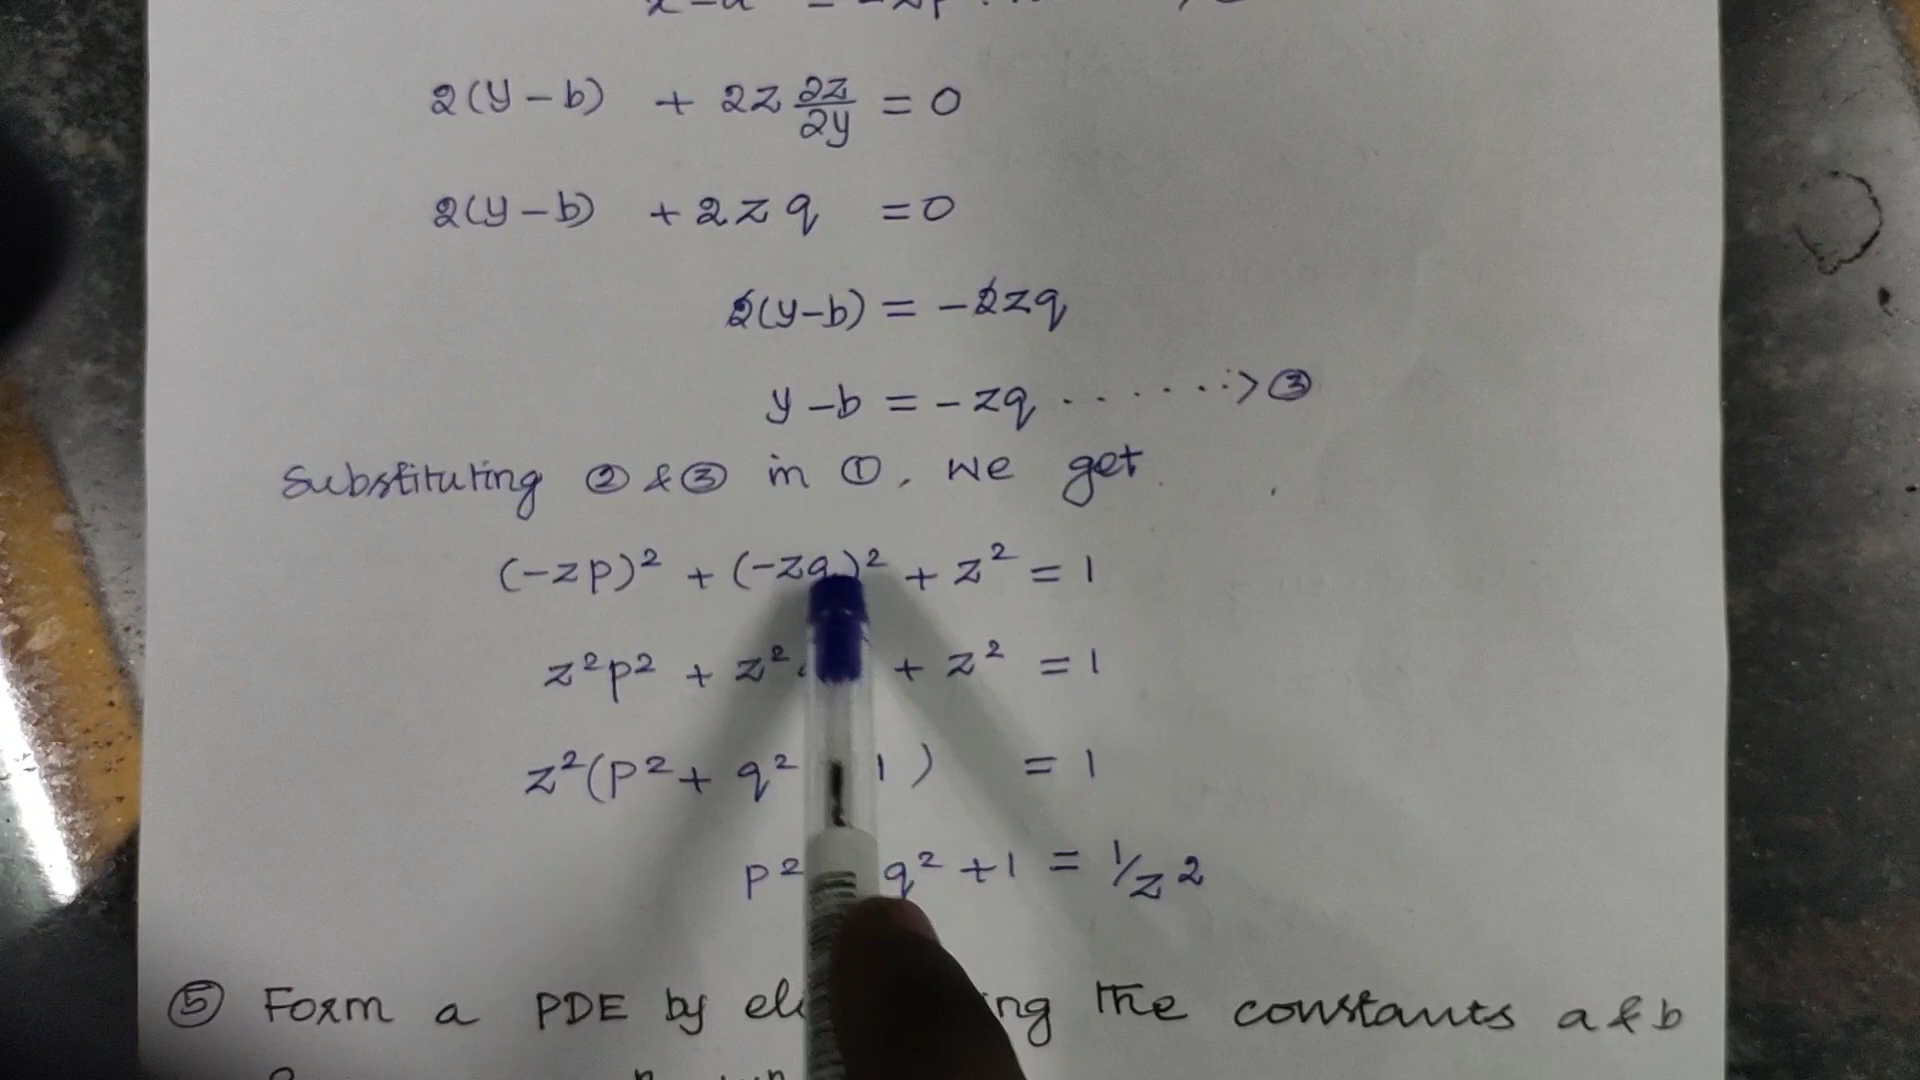 2(y-b) + 2z ∂z/∂y = 0
2(y-b) + 2zq = 0
2(y-b) = -2zq
y-b = -zq ......> ③
Substituting ② & ③ in ①, we get
(-zp)² + (-zq)² + z² = 1
z²p² + z² + z² = 1
z²(p² + q² 1) = 1
p² q² + 1 = 1/z²
⑤ Form a PDE by the constants a & b